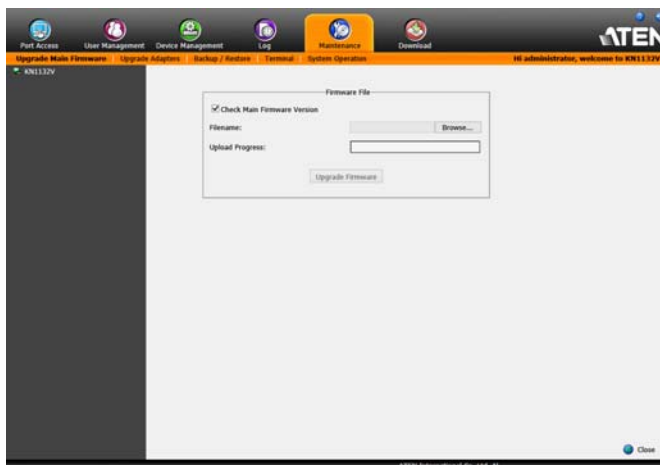 ATEN
Port Access User Management Device Management Log Maintenance Download
Upgrade Main Firmware Upgrade Adapters Backup / Restore Terminal System Operation Hi administrator, welcome to KN1132V
KN1132V
Firmware File
Check Main Firmware Version
Filename: Browse...
Upload Progress:
Upgrade Firmware
Close